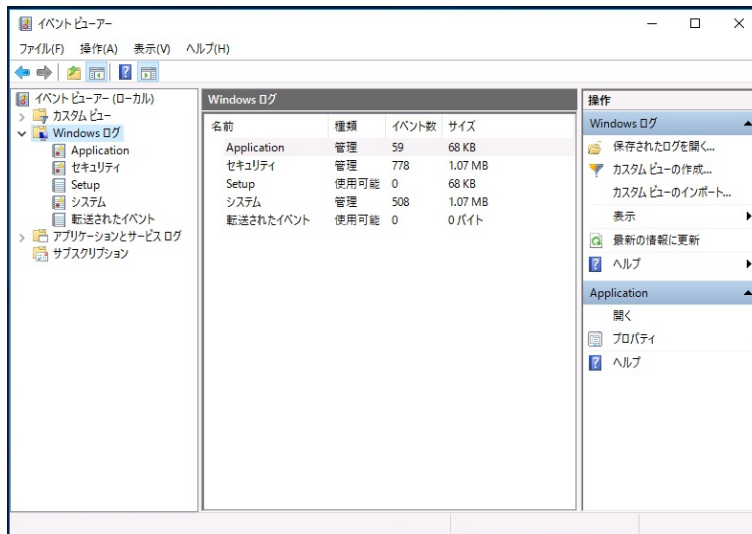 イベント ビューアー
ファイル(F) 操作(A) 表示(V) ヘルプ(H)
イベント ビューアー (ローカル)
カスタム ビュー
Windows ログ
Application
セキュリティ
Setup
システム
転送されたイベント
アプリケーションとサービス ログ
サブスクリプション
Windows ログ
名前 種類 イベント数 サイズ
Application 管理 59 68 KB
セキュリティ 管理 778 1.07 MB
Setup 使用可能 0 68 KB
システム 管理 508 1.07 MB
転送されたイベント 使用可能 0 0 バイト
操作
Windows ログ
保存されたログを開く...
カスタム ビューの作成...
カスタム ビューのインポート...
表示
最新の情報に更新
ヘルプ
Application
開く
プロパティ
ヘルプ